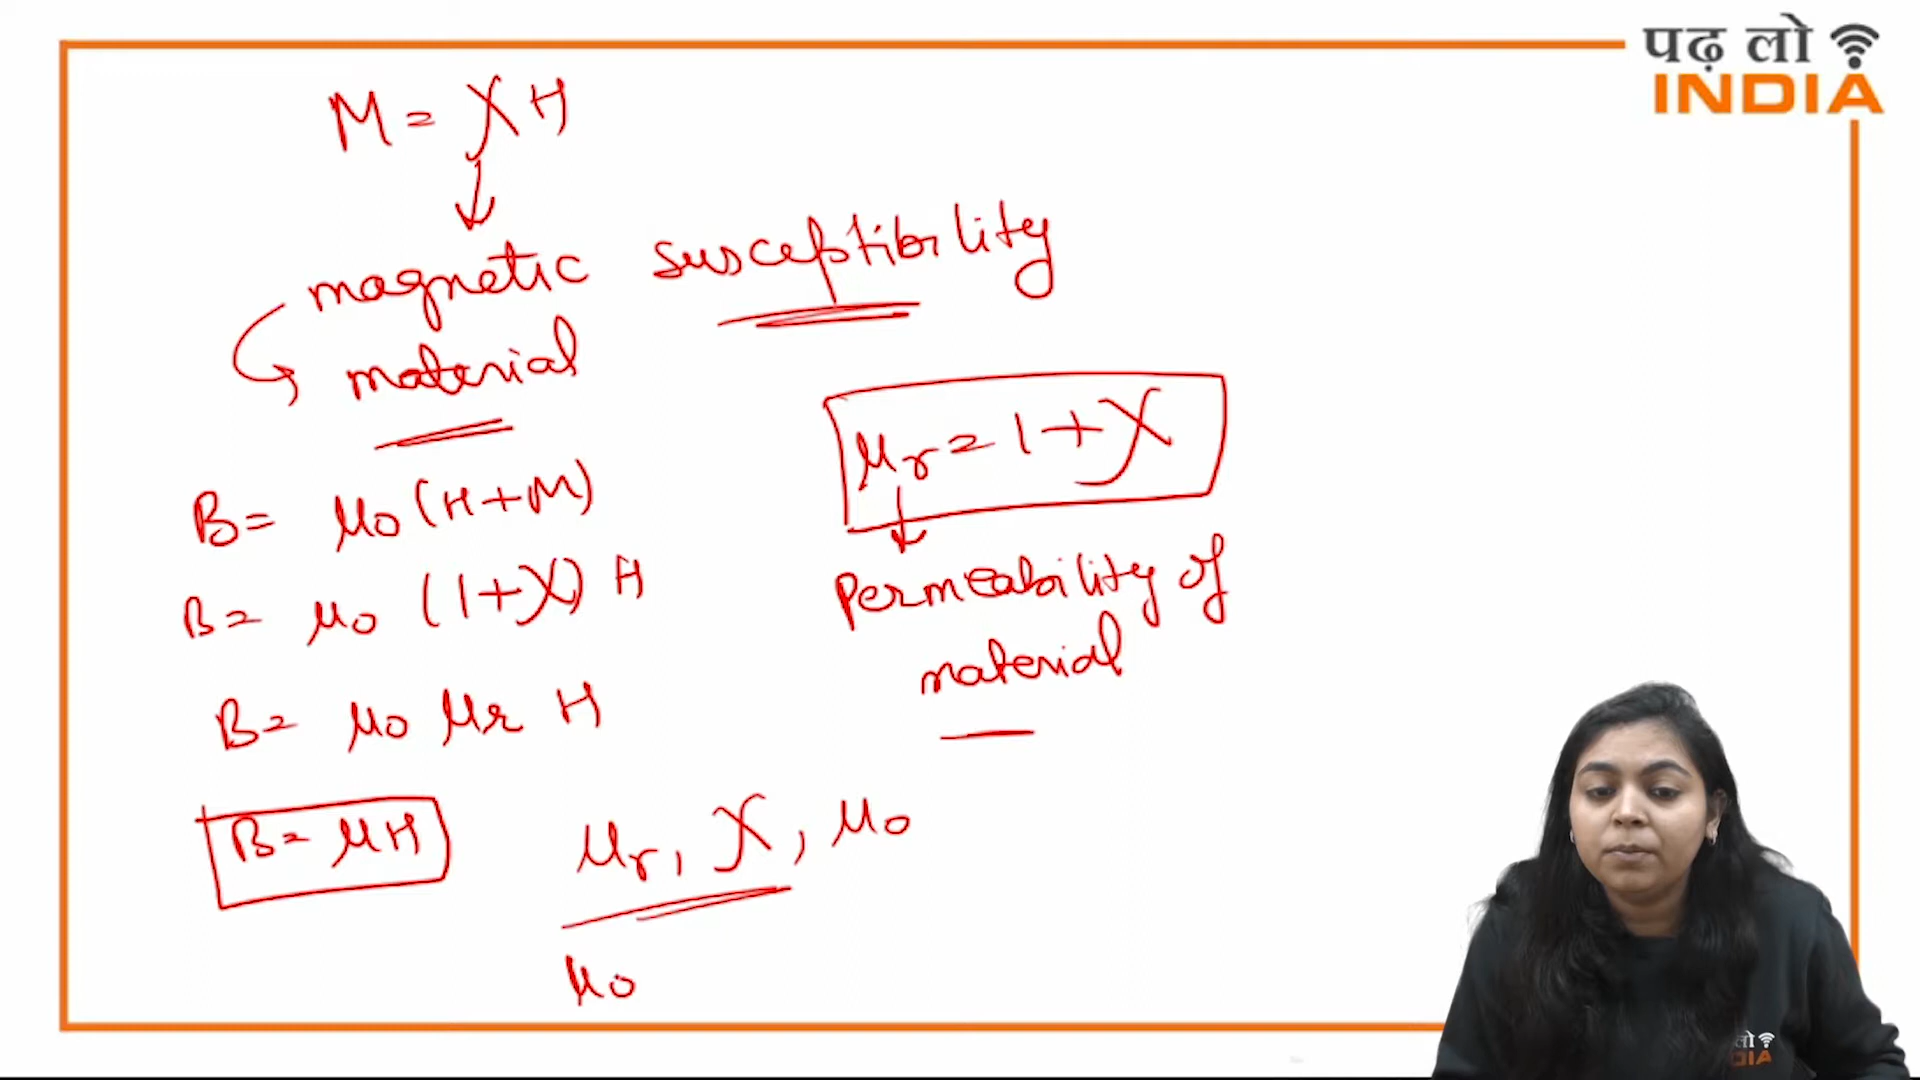 पढ़ लो
INDIA
M = χH
magnetic susceptibility
material
B = μ₀ (H+M)
B = μ₀ (1+χ) H
B = μ₀ μr H
B = μH
μr = 1+χ
Permeability of
material
μr, χ, μ₀
μ₀
लो
DIA